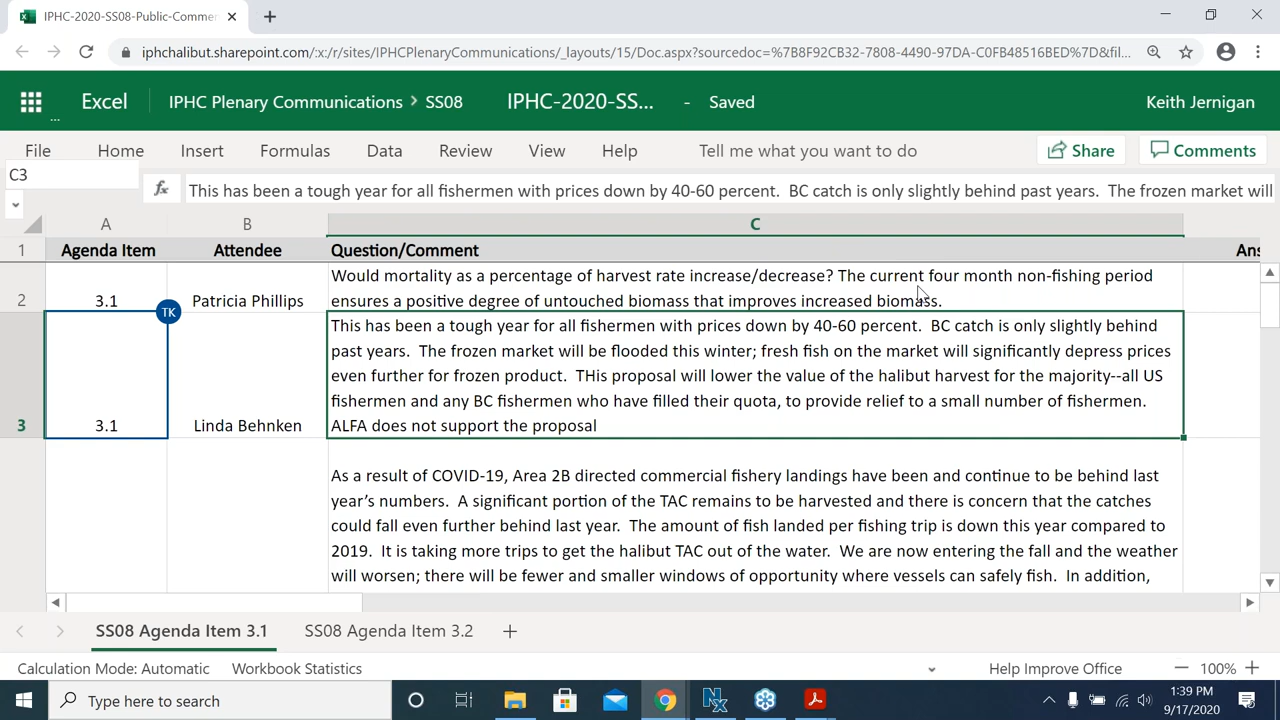 IPHC-2020-SS08-Public-Commen
iphchalibut.sharepoint.com/:x:/r/sites/IPHCPlenaryCommunications/_layouts/15/Doc.aspx?sourcedoc=%7B8F92CB32-7808-4490-97DA-C0FB48516BED%7D&fil...
Excel IPHC Plenary Communications > SS08 IPHC-2020-SS... - Saved Keith Jernigan
...
File Home Insert Formulas Data Review View Help Tell me what you want to do Share Comments
C3
fx This has been a tough year for all fishermen with prices down by 40-60 percent.  BC catch is only slightly behind past years.  The frozen market will
A B C
1 Agenda Item Attendee Question/Comment Ans
Would mortality as a percentage of harvest rate increase/decrease? The current four month non-fishing period
2 3.1 Patricia Phillips ensures a positive degree of untouched biomass that improves increased biomass.
TK
This has been a tough year for all fishermen with prices down by 40-60 percent.  BC catch is only slightly behind
past years.  The frozen market will be flooded this winter; fresh fish on the market will significantly depress prices
even further for frozen product.  THis proposal will lower the value of the halibut harvest for the majority--all US
fishermen and any BC fishermen who have filled their quota, to provide relief to a small number of fishermen.
3 3.1 Linda Behnken ALFA does not support the proposal
As a result of COVID-19, Area 2B directed commercial fishery landings have been and continue to be behind last
year's numbers.  A significant portion of the TAC remains to be harvested and there is concern that the catches
could fall even further behind last year.  The amount of fish landed per fishing trip is down this year compared to
2019.  It is taking more trips to get the halibut TAC out of the water.  We are now entering the fall and the weather
will worsen; there will be fewer and smaller windows of opportunity where vessels can safely fish.  In addition,
SS08 Agenda Item 3.1 SS08 Agenda Item 3.2
Calculation Mode: Automatic Workbook Statistics Help Improve Office 100%
Type here to search
1:39 PM
9/17/2020